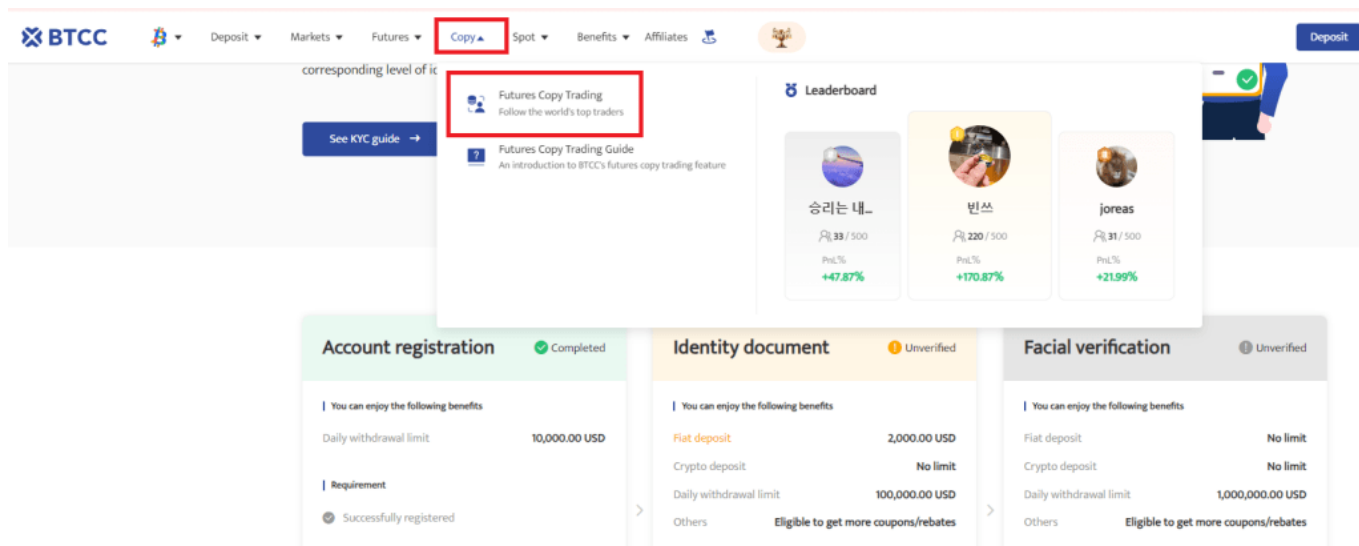 BTCC
Deposit
Markets
Futures
Copy
Spot
Benefits
Affiliates
Deposit
corresponding level of ic
See KYC guide →
Futures Copy Trading
Follow the world's top traders
Futures Copy Trading Guide
An introduction to BTCC's futures copy trading feature
Leaderboard
승리는 내...
33 / 500
PnL%
+47.87%
빈쓰
220 / 500
PnL%
+170.87%
joreas
31 / 500
PnL%
+21.99%
Account registration
Completed
You can enjoy the following benefits
Daily withdrawal limit 10,000.00 USD
Requirement
Successfully registered
Identity document
Unverified
You can enjoy the following benefits
Fiat deposit 2,000.00 USD
Crypto deposit No limit
Daily withdrawal limit 100,000.00 USD
Others Eligible to get more coupons/rebates
Facial verification
Unverified
You can enjoy the following benefits
Fiat deposit No limit
Crypto deposit No limit
Daily withdrawal limit 1,000,000.00 USD
Others Eligible to get more coupons/rebates